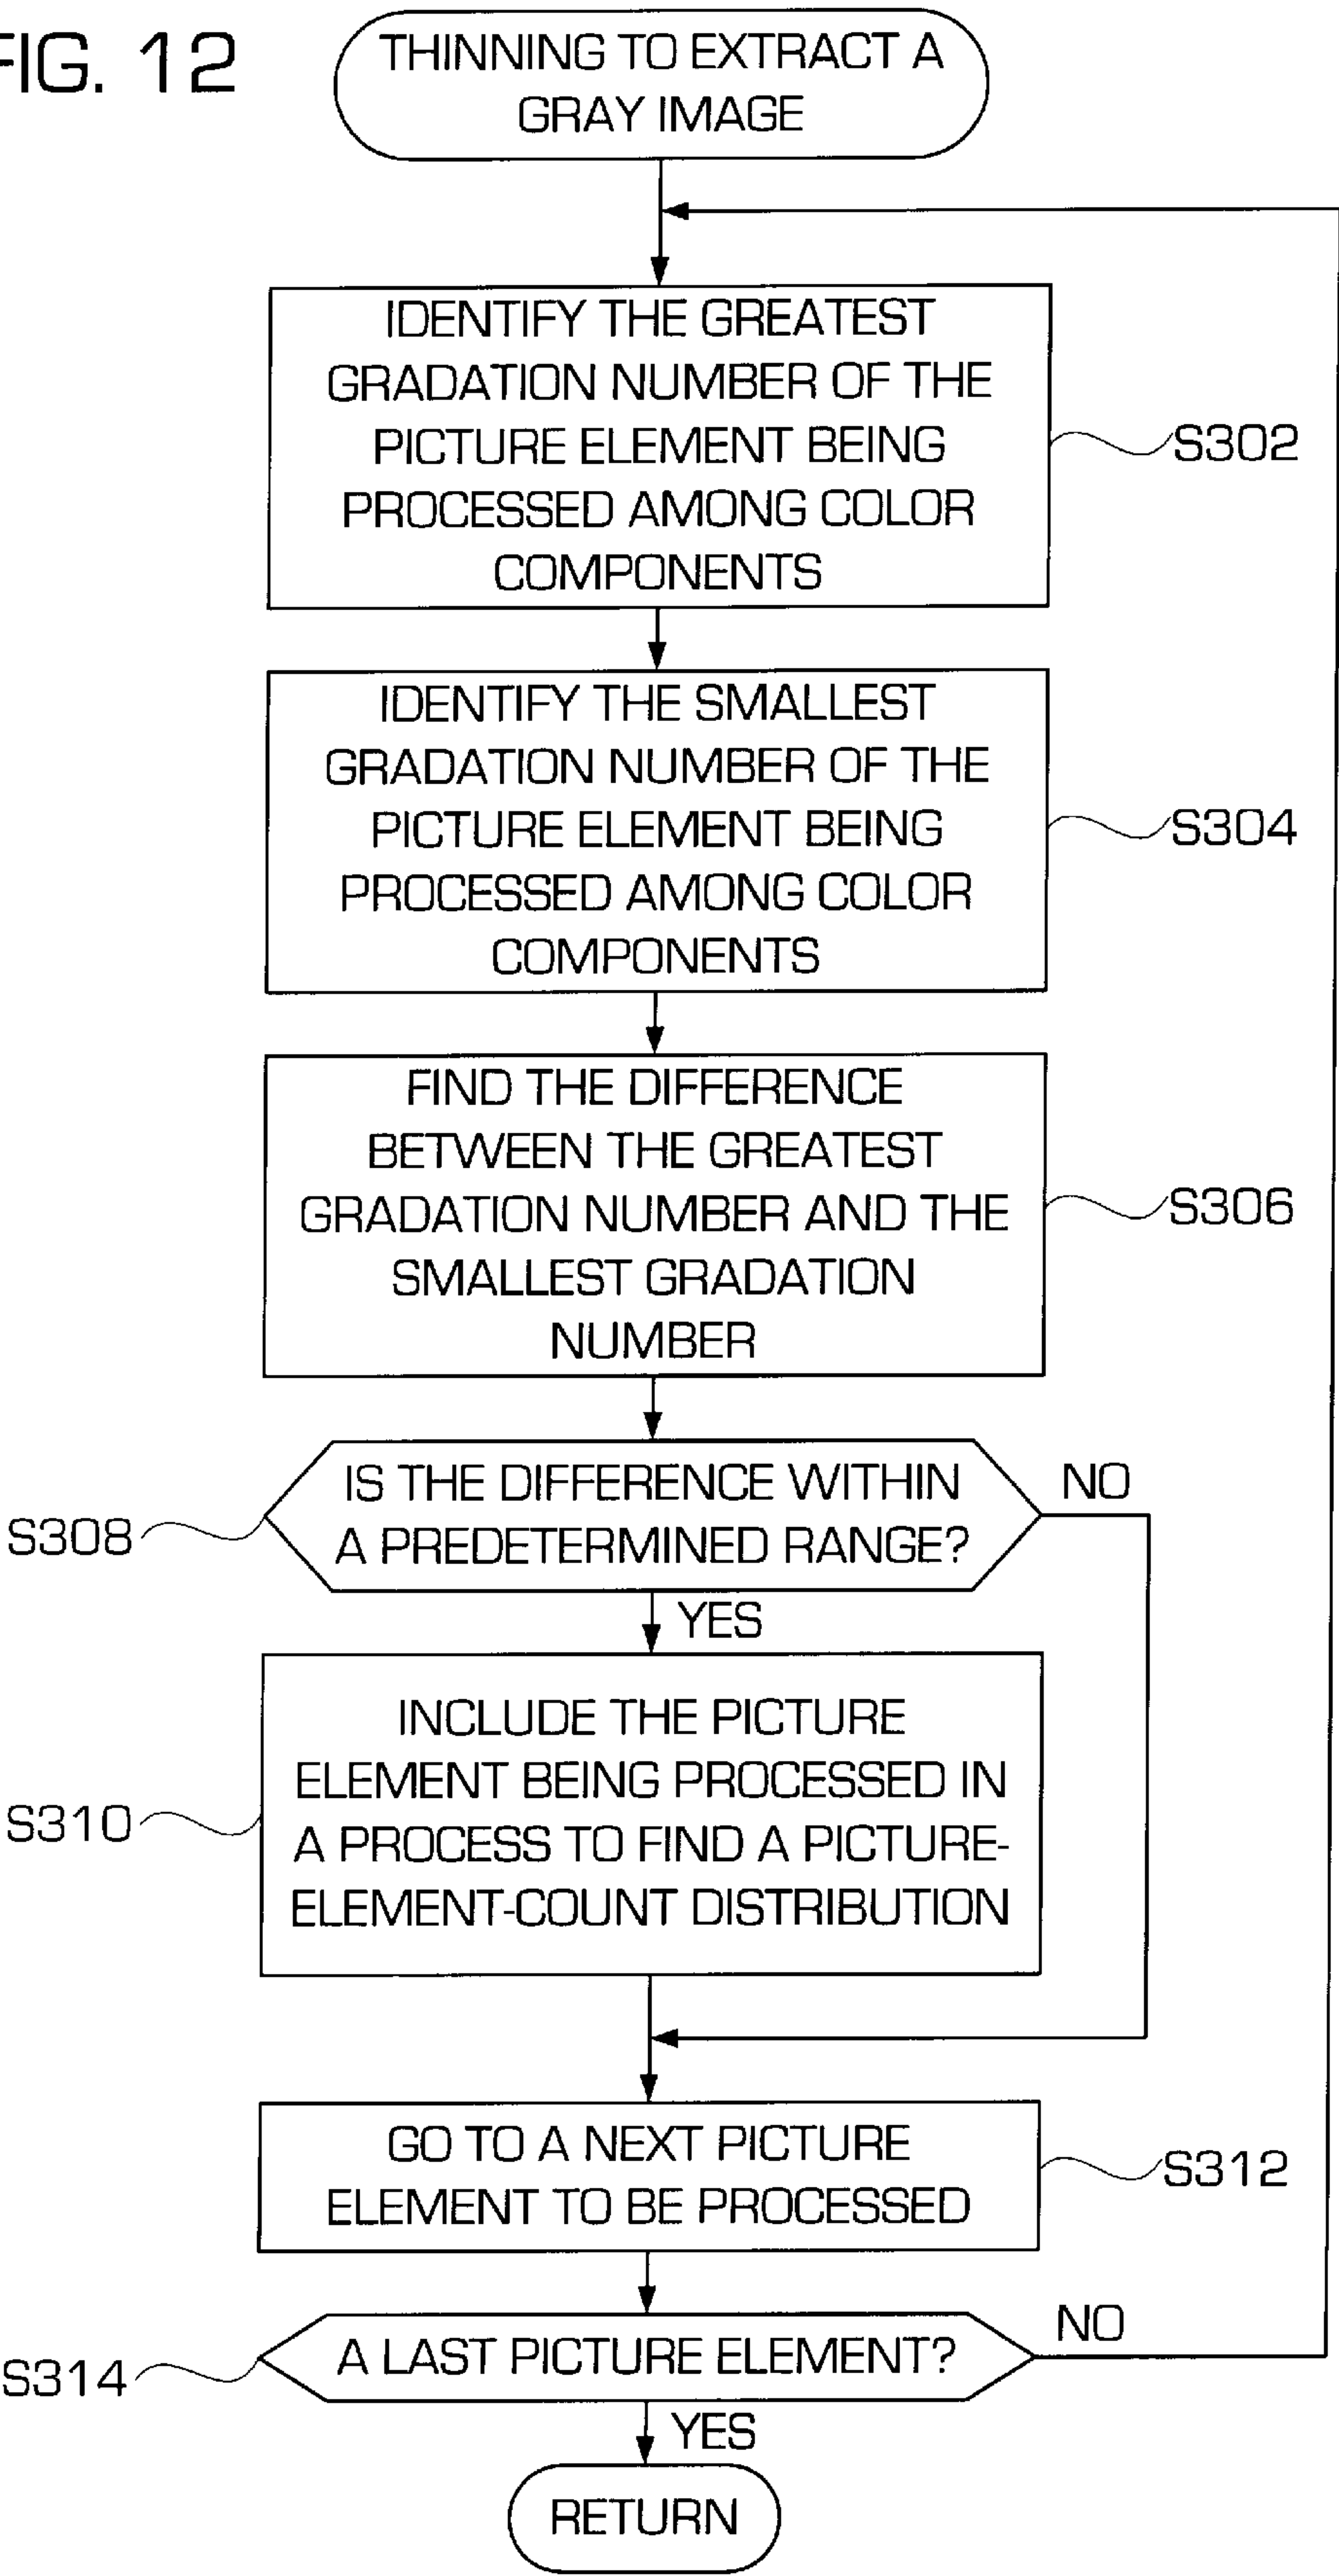 FIG. 12
THINNING TO EXTRACT A
GRAY IMAGE
IDENTIFY THE GREATEST
GRADATION NUMBER OF THE
PICTURE ELEMENT BEING
PROCESSED AMONG COLOR
COMPONENTS
S302
IDENTIFY THE SMALLEST
GRADATION NUMBER OF THE
PICTURE ELEMENT BEING
PROCESSED AMONG COLOR
COMPONENTS
S304
FIND THE DIFFERENCE
BETWEEN THE GREATEST
GRADATION NUMBER AND THE
SMALLEST GRADATION
NUMBER
S306
IS THE DIFFERENCE WITHIN
A PREDETERMINED RANGE?
NO
S308
YES
INCLUDE THE PICTURE
ELEMENT BEING PROCESSED IN
A PROCESS TO FIND A PICTURE-
ELEMENT-COUNT DISTRIBUTION
S310
GO TO A NEXT PICTURE
ELEMENT TO BE PROCESSED
S312
A LAST PICTURE ELEMENT?
NO
S314
YES
RETURN